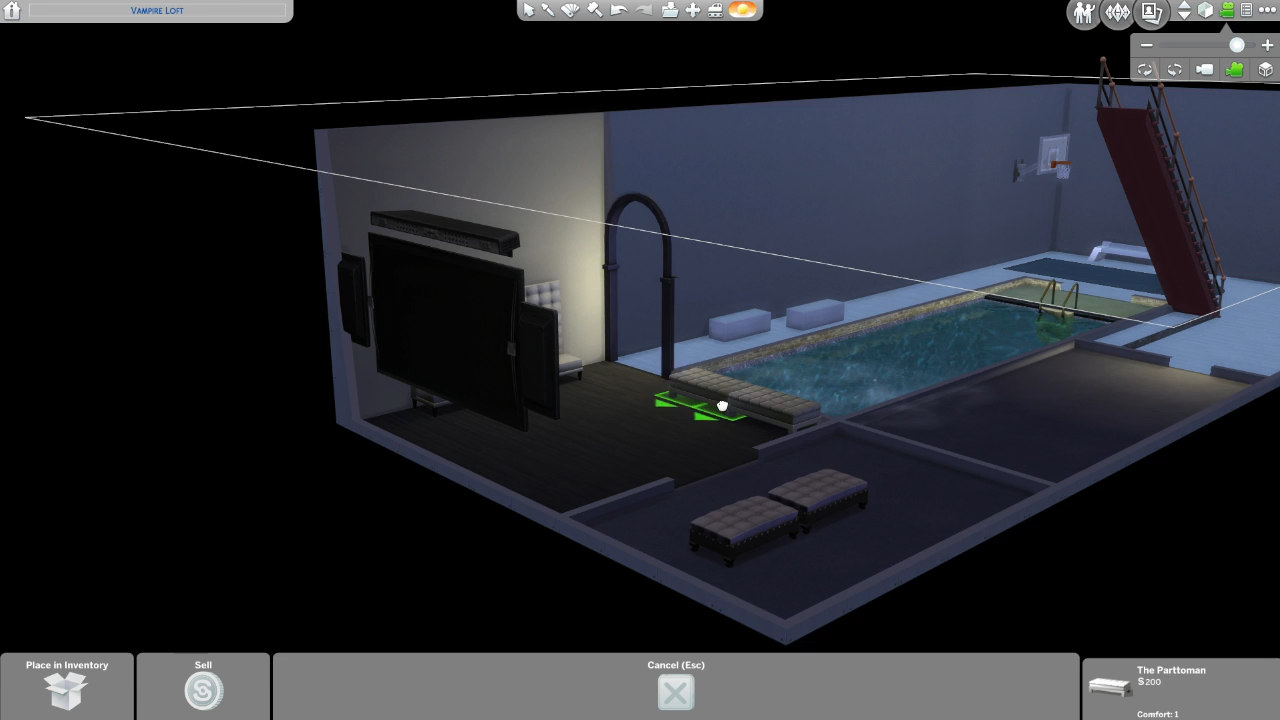 Vampire Loft
Place in Inventory
Sell
Cancel (Esc)
The Parttoman
§200
Comfort: 1